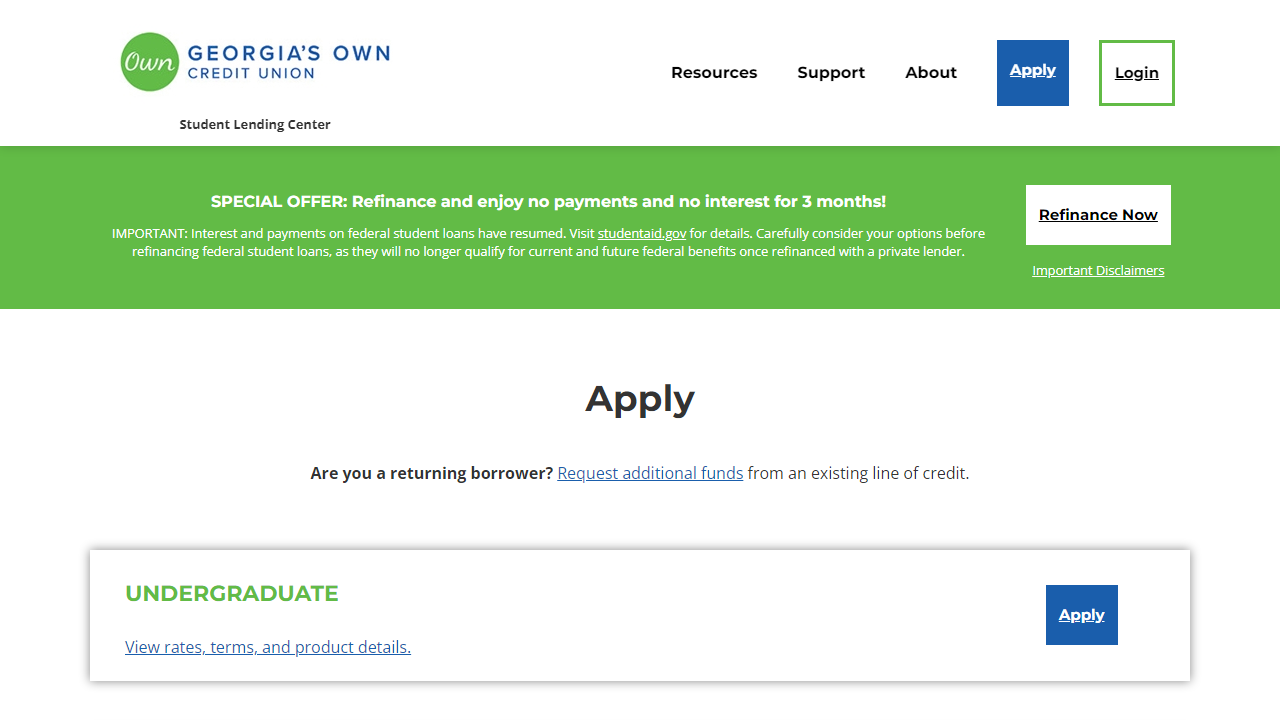 Own GEORGIA'S OWN
CREDIT UNION
Student Lending Center
Resources Support About Apply Login
SPECIAL OFFER: Refinance and enjoy no payments and no interest for 3 months!
IMPORTANT: Interest and payments on federal student loans have resumed. Visit studentaid.gov for details. Carefully consider your options before
refinancing federal student loans, as they will no longer qualify for current and future federal benefits once refinanced with a private lender.
Refinance Now
Important Disclaimers
Apply
Are you a returning borrower? Request additional funds from an existing line of credit.
UNDERGRADUATE
View rates, terms, and product details.
Apply